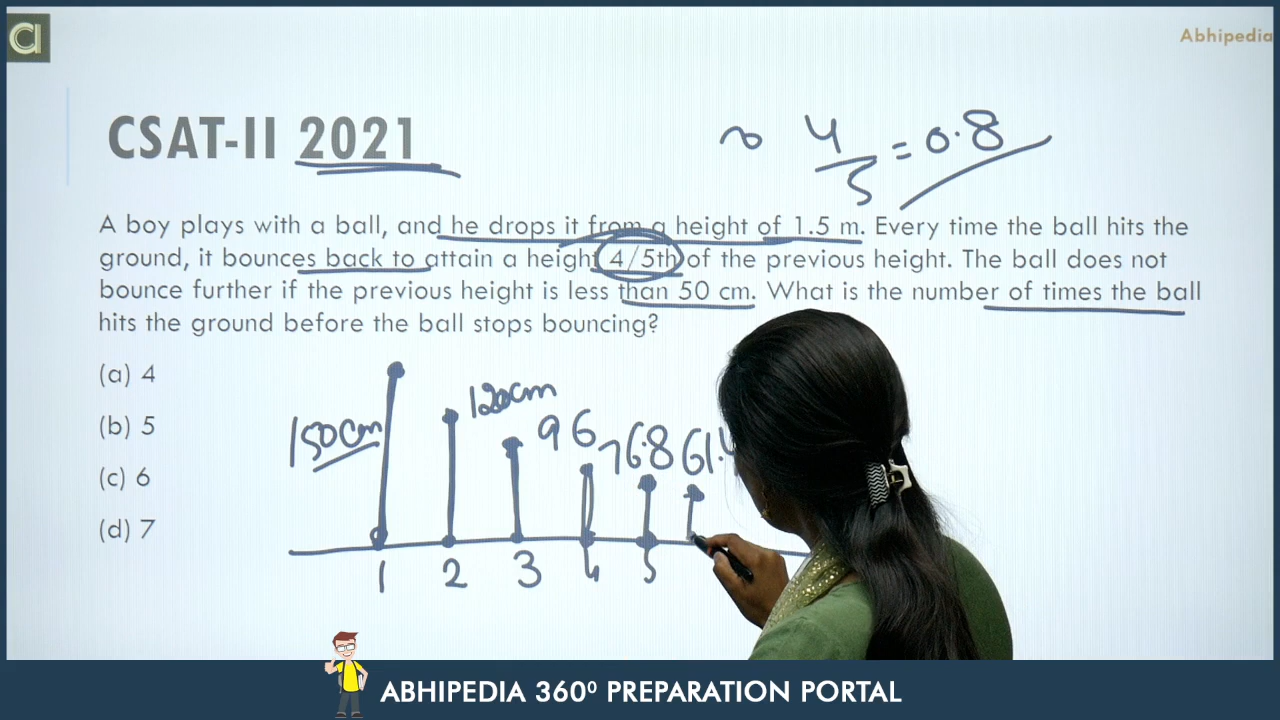 a
Abhipedia
CSAT-II 2021
4/5 = 0.8
A boy plays with a ball, and he drops it from a height of 1.5 m. Every time the ball hits the
ground, it bounces back to attain a height 4/5th of the previous height. The ball does not
bounce further if the previous height is less than 50 cm. What is the number of times the ball
hits the ground before the ball stops bouncing?
(a) 4
(b) 5
(c) 6
(d) 7
150cm 120cm 96 76.8 61.4
1 2 3 4 5
ABHIPEDIA 360⁰ PREPARATION PORTAL